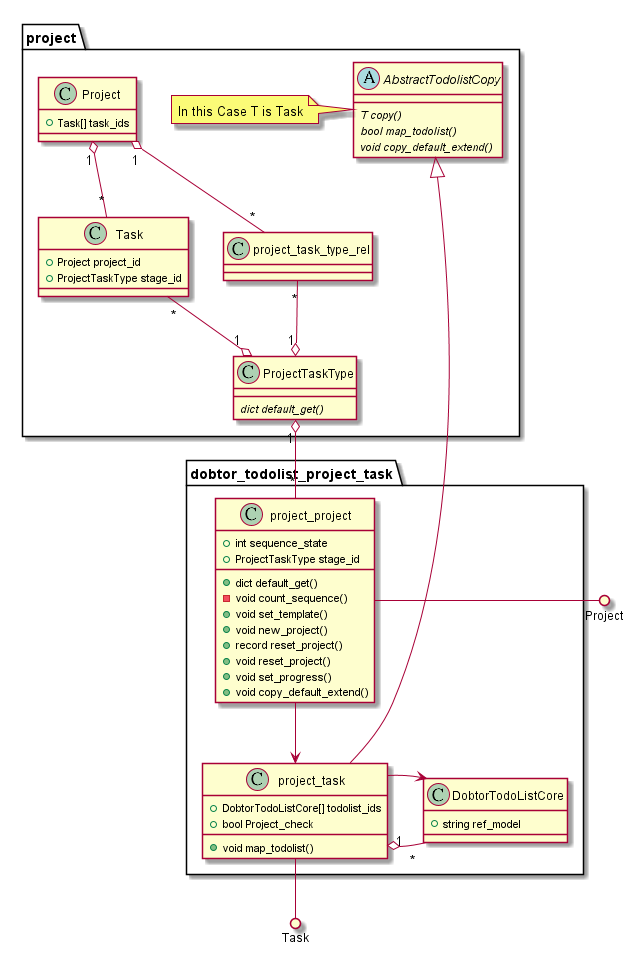 project
A AbstractTodolistCopy
T copy()
bool map_todolist()
void copy_default_extend()
In this Case T is Task
C Project
Task[] task_ids
1
1
*
*
C Task
Project project_id
ProjectTaskType stage_id
C project_task_type_rel
*
*
1
1
C ProjectTaskType
dict default_get()
1
*
dobtor_todolist_project_task
C project_project
int sequence_state
ProjectTaskType stage_id
dict default_get()
void count_sequence()
void set_template()
void new_project()
record reset_project()
void reset_project()
void set_progress()
void copy_default_extend()
Project
C project_task
DobtorTodoListCore[] todolist_ids
bool Project_check
void map_todolist()
C DobtorTodoListCore
string ref_model
1
*
Task